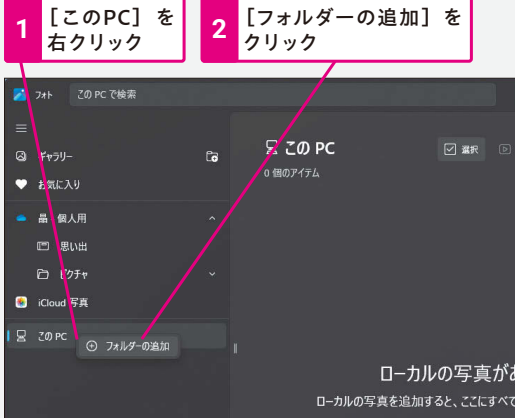 1 ［このPC］を
右クリック
2 ［フォルダーの追加］を
クリック
フォト この PC で検索
ギャラリー
お気に入り
品 個人用
思い出
ピクチャ
iCloud 写真
この PC
フォルダーの追加
この PC
選択
0 個のアイテム
ローカルの写真があ
ローカルの写真を追加すると、ここにすべて